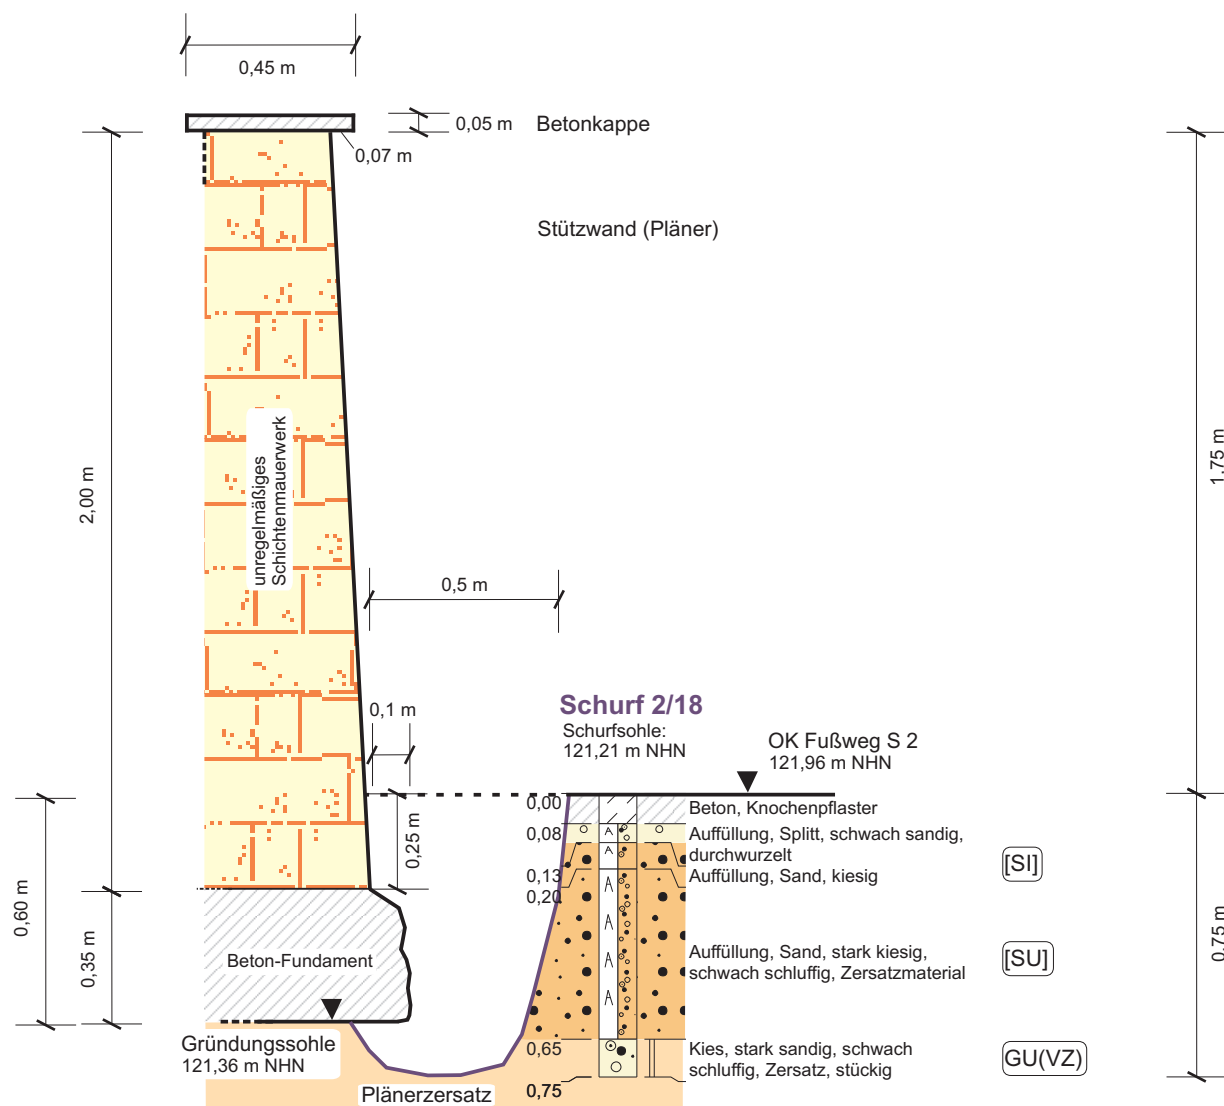 0,45 m
0,05 m
Betonkappe
0,07 m
Stützwand (Pläner)
2,00 m
1,75 m
unregelmäßiges
Schichtenmauerwerk
0,5 m
0,1 m
Schurf 2/18
Schurfsohle:
121,21 m NHN
OK Fußweg S 2
121,96 m NHN
0,00
Beton, Knochenpflaster
0,08
Auffüllung, Splitt, schwach sandig,
durchwurzelt
[SI]
0,13
Auffüllung, Sand, kiesig
0,20
0,25 m
0,60 m
0,35 m
0,75 m
Beton-Fundament
Auffüllung, Sand, stark kiesig,
schwach schluffig, Zersatzmaterial
[SU]
Gründungssohle
121,36 m NHN
0,65
Kies, stark sandig, schwach
schluffig, Zersatz, stückig
GU(VZ)
0,75
Plänerzersatz